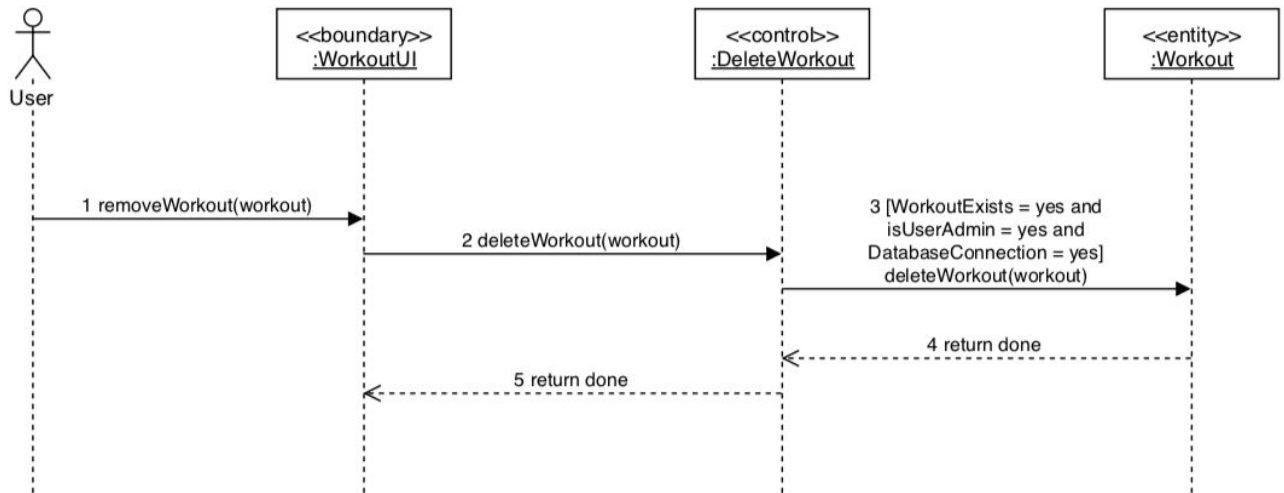 <<boundary>>
:WorkoutUI
<<control>>
:DeleteWorkout
<<entity>>
:Workout
User
1 removeWorkout(workout)
2 deleteWorkout(workout)
3 [WorkoutExists = yes and
isUserAdmin = yes and
DatabaseConnection = yes]
deleteWorkout(workout)
4 return done
5 return done